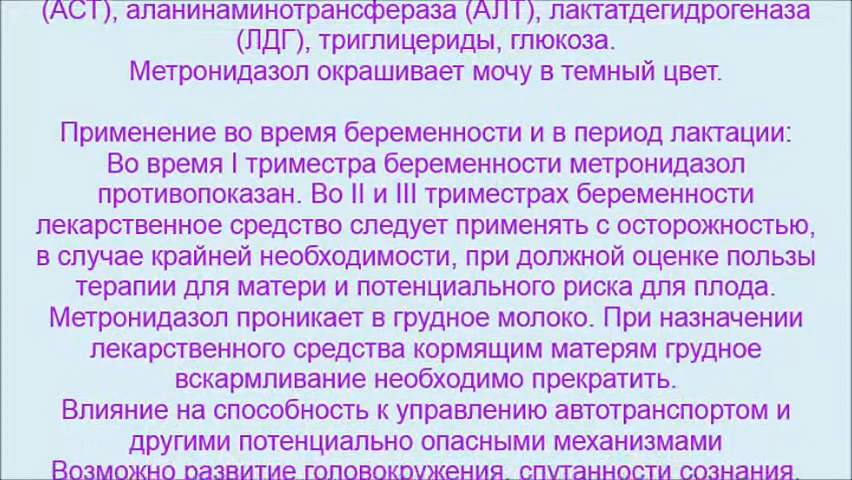 (АСТ), аланинаминотрансфераза (АЛТ), лактатдегидрогеназа
(ЛДГ), триглицериды, глюкоза.
Метронидазол окрашивает мочу в темный цвет.
Применение во время беременности и в период лактации:
Во время I триместра беременности метронидазол
противопоказан. Во II и III триместрах беременности
лекарственное средство следует применять с осторожностью,
в случае крайней необходимости, при должной оценке пользы
терапии для матери и потенциального риска для плода.
Метронидазол проникает в грудное молоко. При назначении
лекарственного средства кормящим матерям грудное
вскармливание необходимо прекратить.
Влияние на способность к управлению автотранспортом и
другими потенциально опасными механизмами
Возможно развитие головокружения, спутанности сознания,